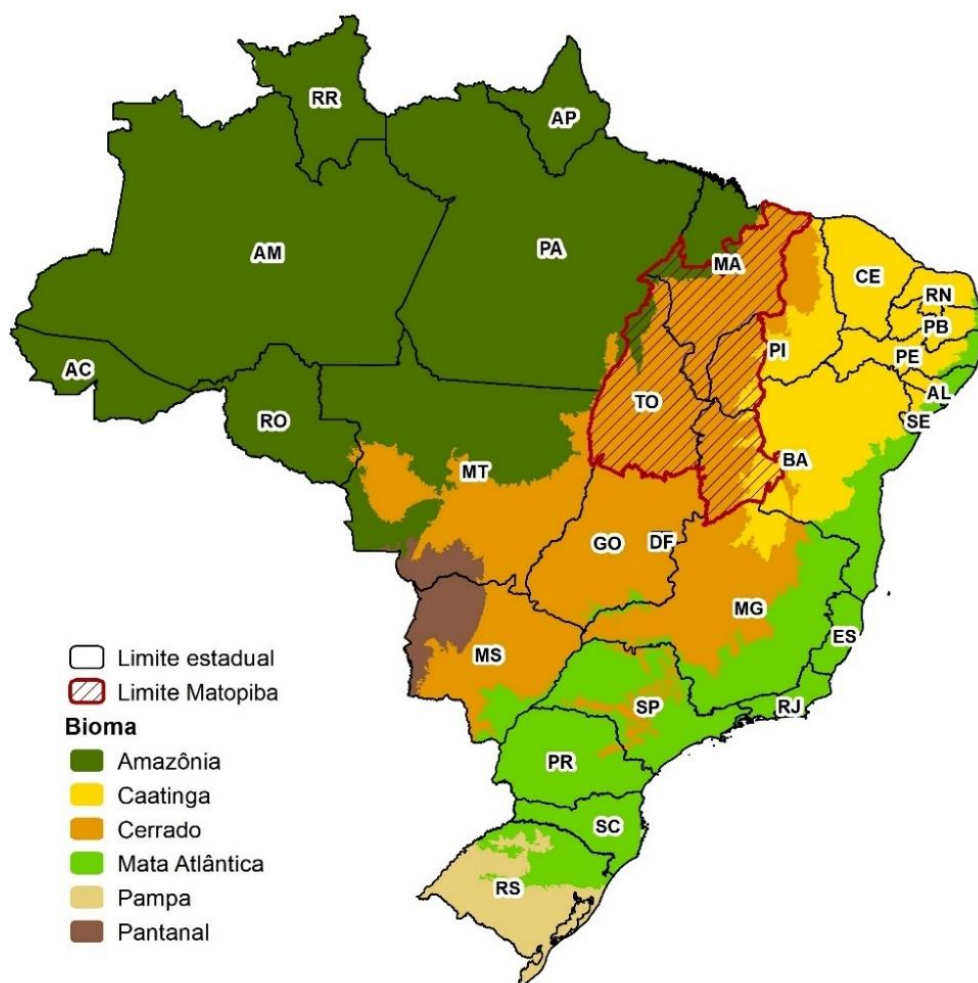 RR
AP
AM
PA
MA
CE
RN
PB
PE
PI
AL
SE
AC
RO
TO
BA
MT
GO
DF
MG
ES
MS
SP
RJ
PR
SC
RS
Limite estadual
Limite Matopiba
Bioma
Amazônia
Caatinga
Cerrado
Mata Atlântica
Pampa
Pantanal